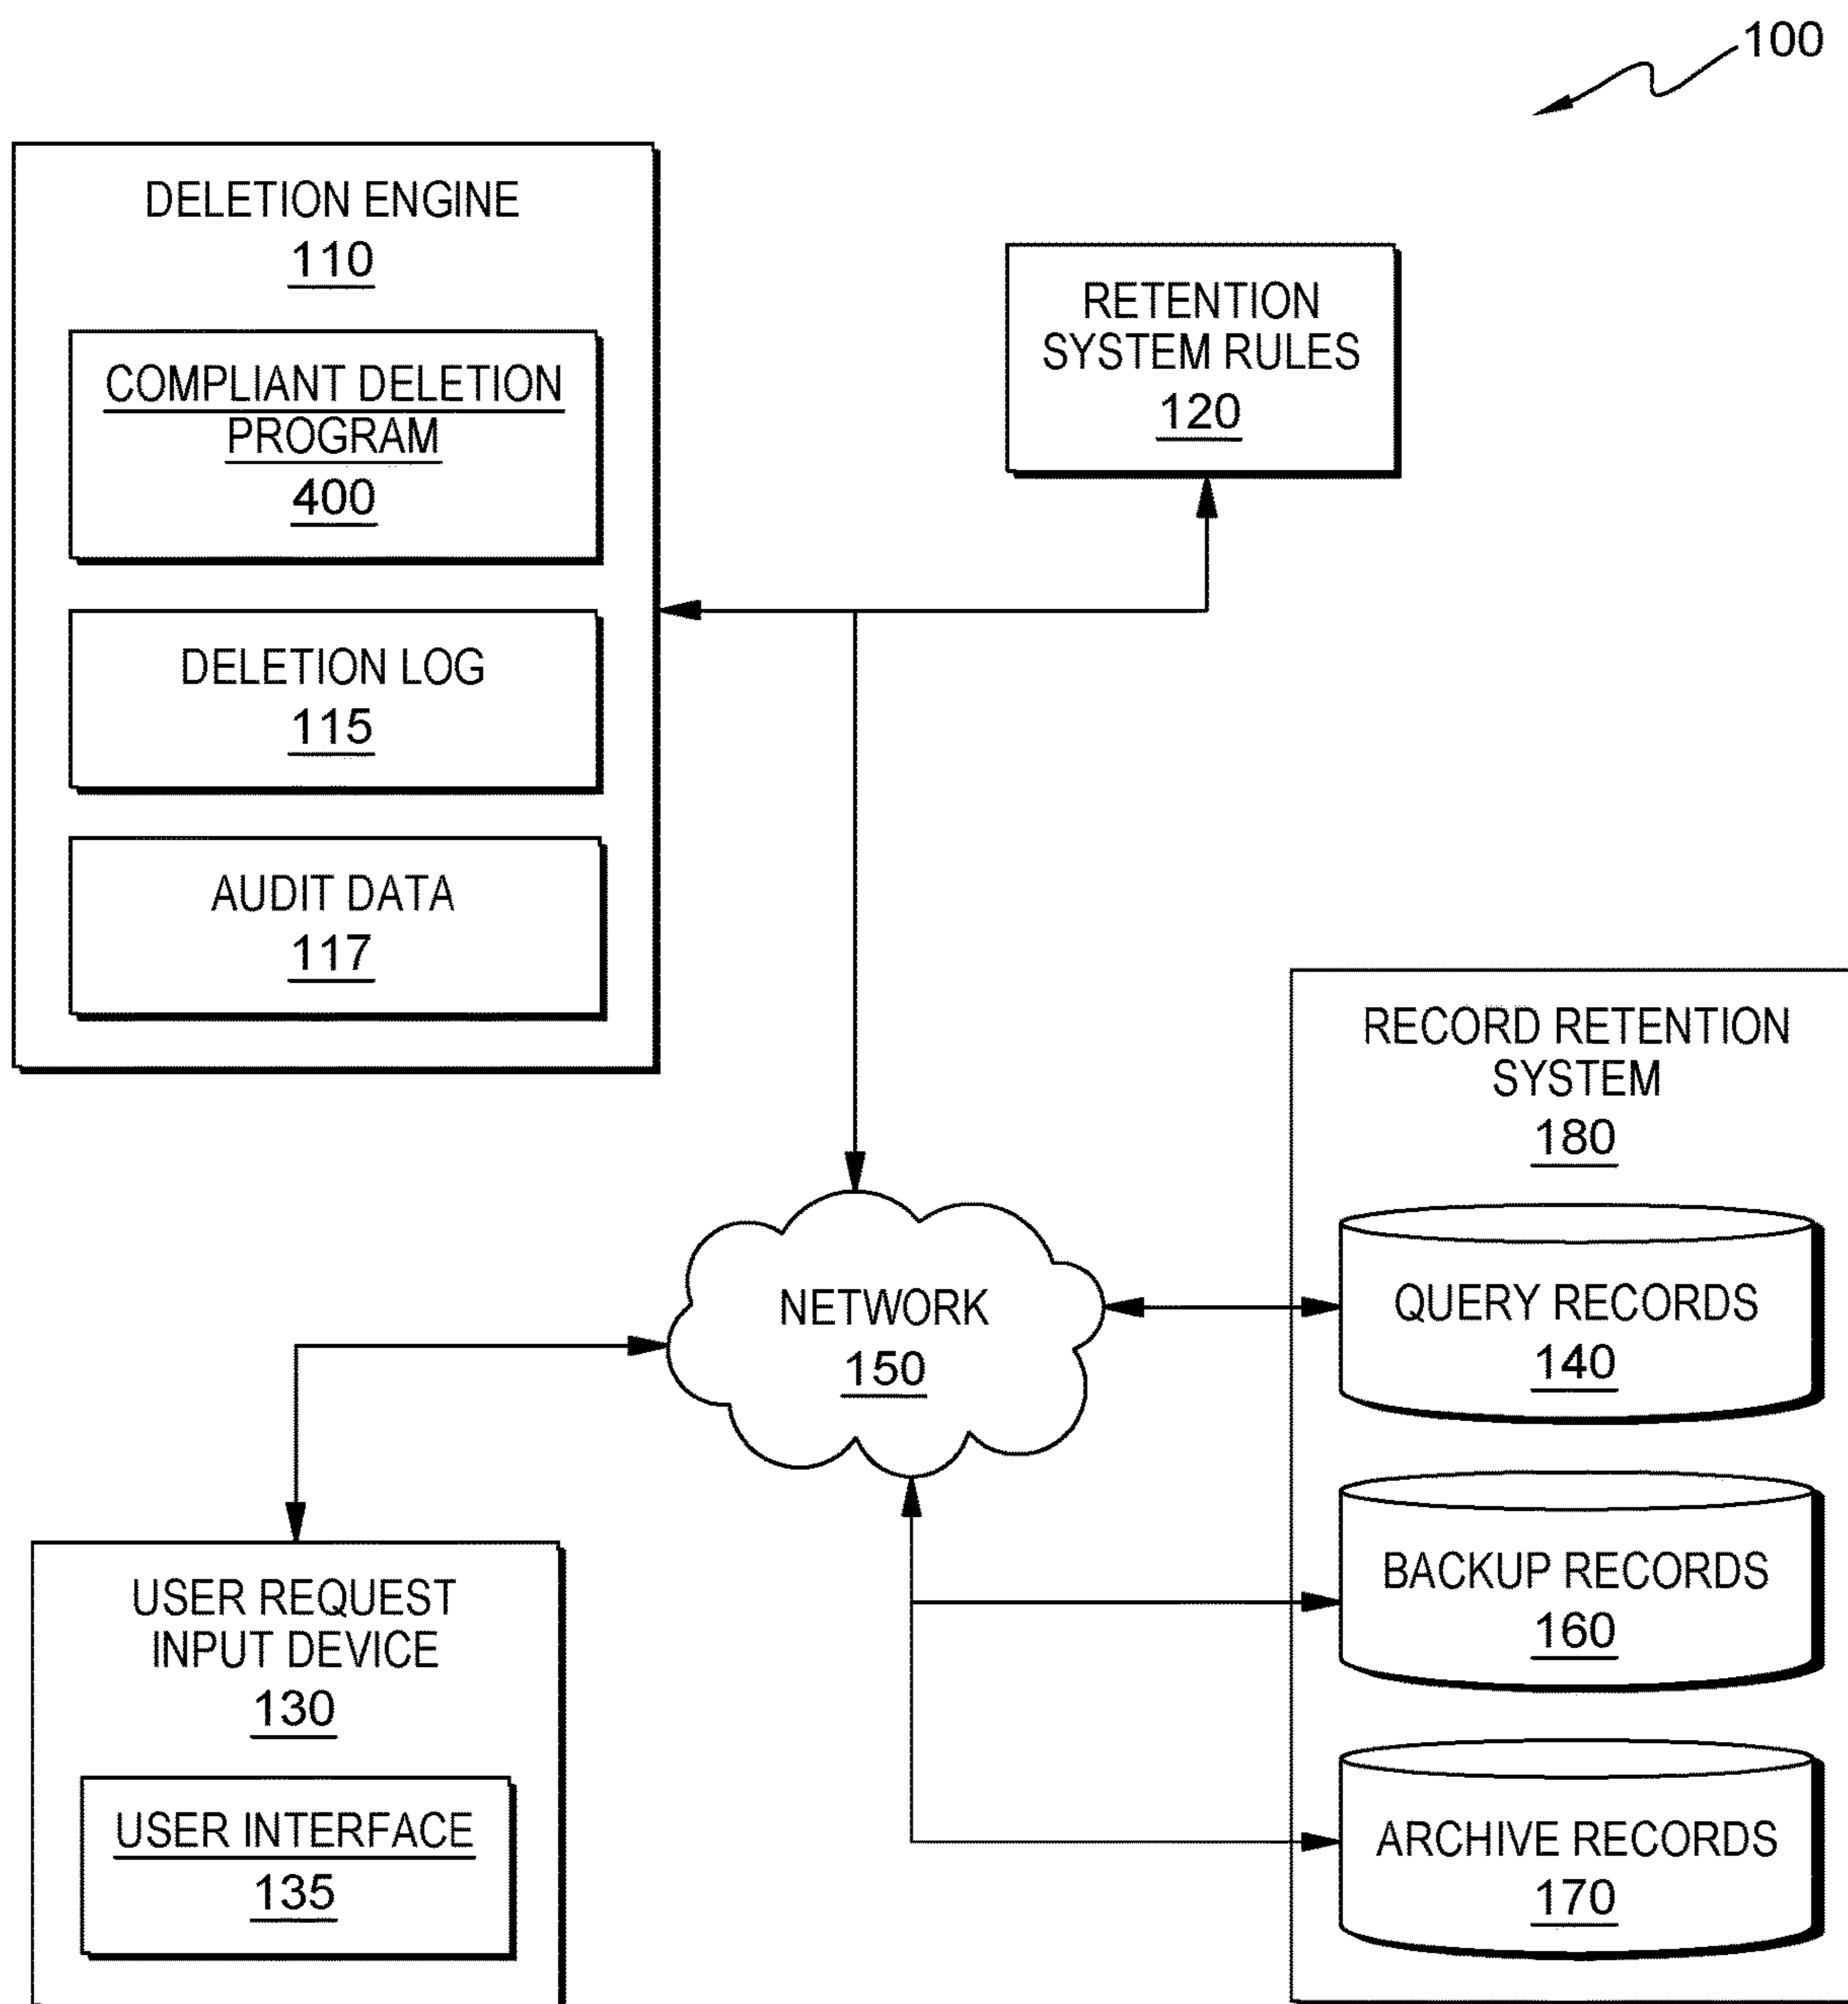 100
DELETION ENGINE
110
COMPLIANT DELETION
PROGRAM
400
DELETION LOG
115
AUDIT DATA
117
RETENTION
SYSTEM RULES
120
RECORD RETENTION
SYSTEM
180
QUERY RECORDS
140
BACKUP RECORDS
160
ARCHIVE RECORDS
170
NETWORK
150
USER REQUEST
INPUT DEVICE
130
USER INTERFACE
135